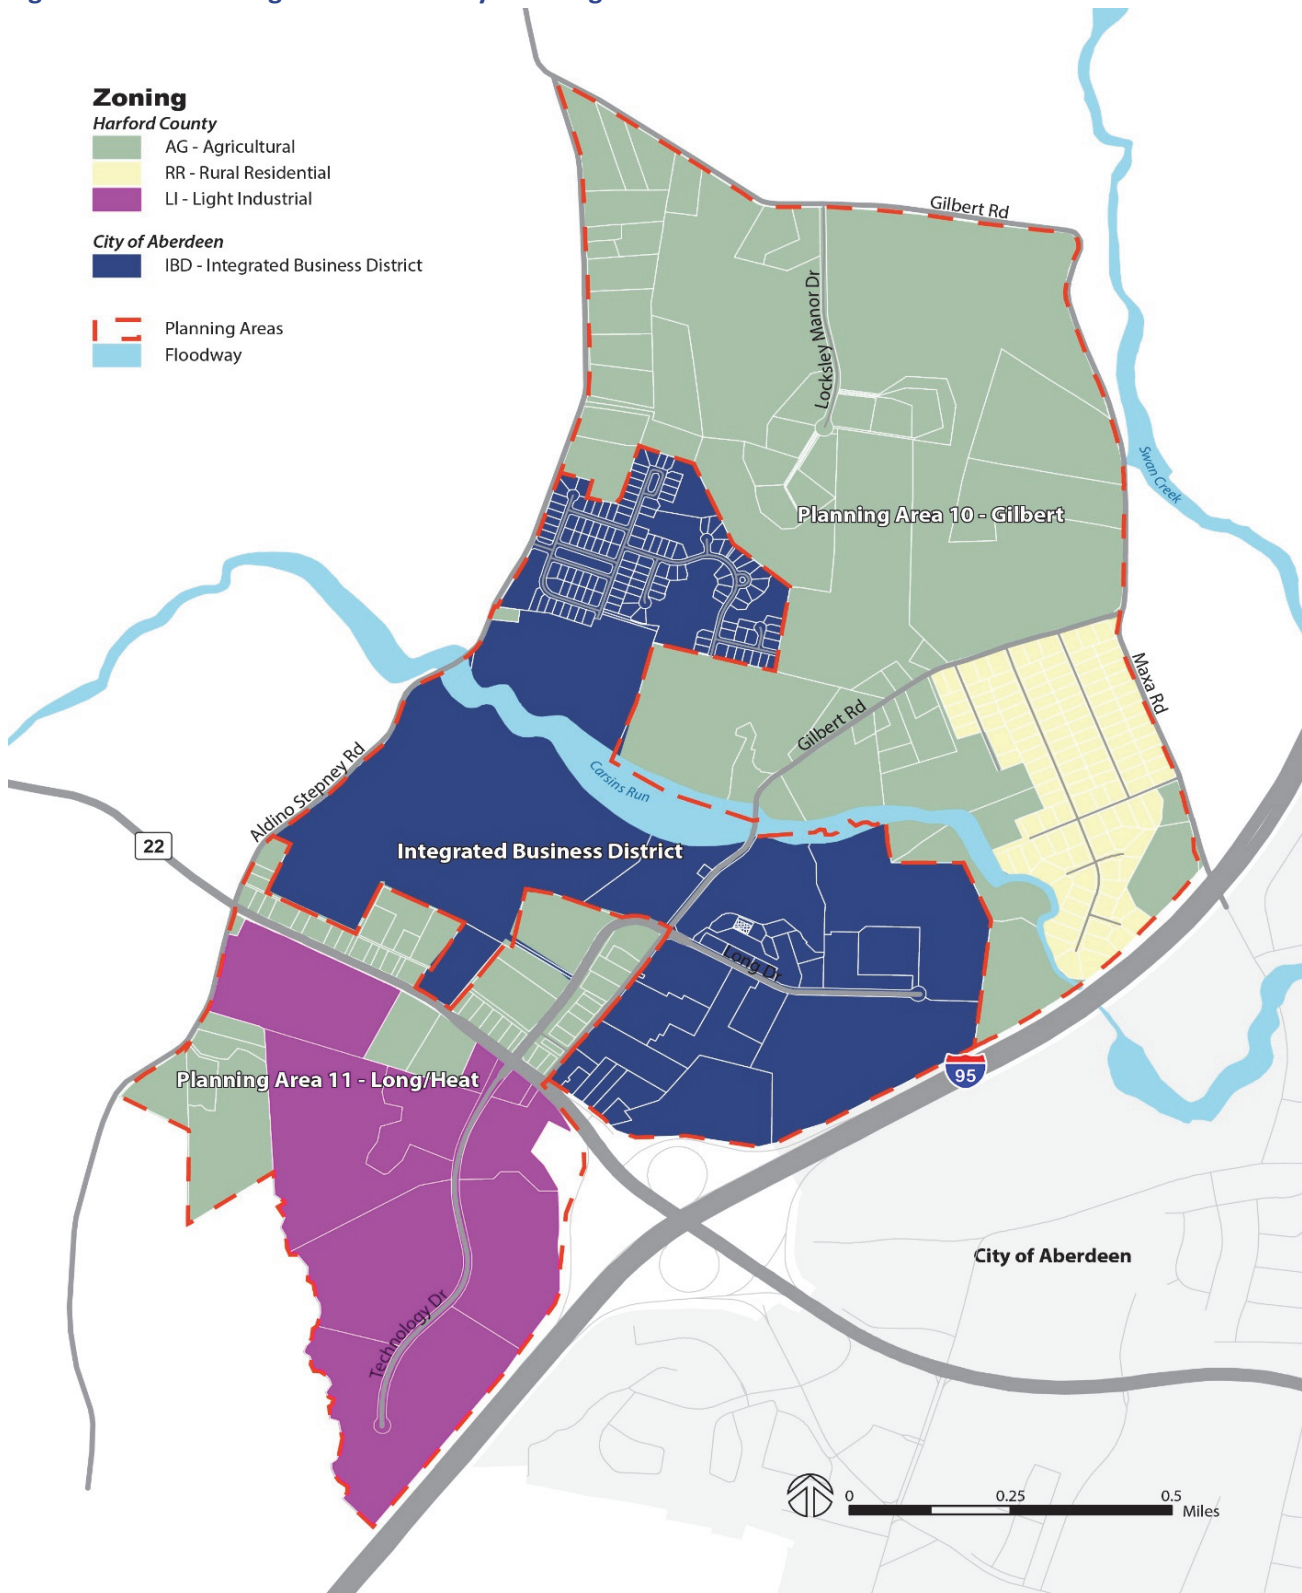 Zoning
Harford County
AG - Agricultural
RR - Rural Residential
LI - Light Industrial
City of Aberdeen
IBD - Integrated Business District
Planning Areas
Floodway
Gilbert Rd
Locksley Manor Dr
Swan Creek
Planning Area 10 - Gilbert
Maxa Rd
Gilbert Rd
Carsins Run
Aldino Stepney Rd
22
Integrated Business District
Long Dr
95
Planning Area 11 - Long/Heat
City of Aberdeen
Technology Dr
0 0.25 0.5
Miles